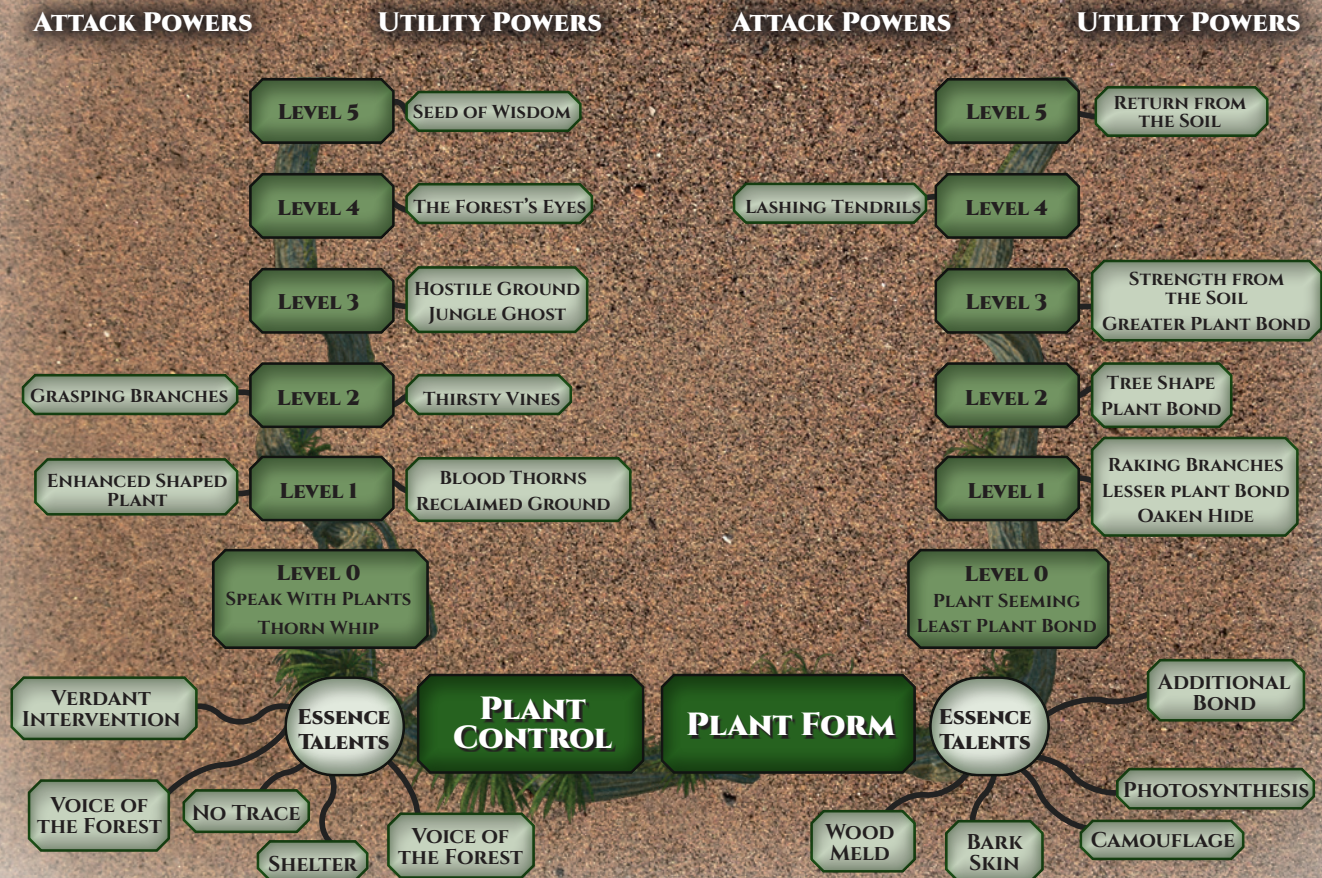 Attack Powers
Utility Powers
Attack Powers
Utility Powers
Level 5
Seed of Wisdom
Level 4
The Forest's Eyes
Level 3
Hostile Ground
Jungle Ghost
Grasping Branches
Level 2
Thirsty Vines
Enhanced Shaped
Plant
Level 1
Blood Thorns
Reclaimed Ground
Level 0
Speak With Plants
Thorn Whip
Plant
Control
Essence
Talents
Verdant
Intervention
Voice of
the Forest
No Trace
Shelter
Voice of
the Forest
Level 5
Return from
the Soil
Lashing Tendrils
Level 4
Level 3
Strength from
the Soil
Greater Plant Bond
Level 2
Tree Shape
Plant Bond
Level 1
Raking Branches
Lesser plant Bond
Oaken Hide
Level 0
Plant Seeming
Least Plant Bond
Plant Form
Essence
Talents
Additional
Bond
Photosynthesis
Camouflage
Bark
Skin
Wood
Meld